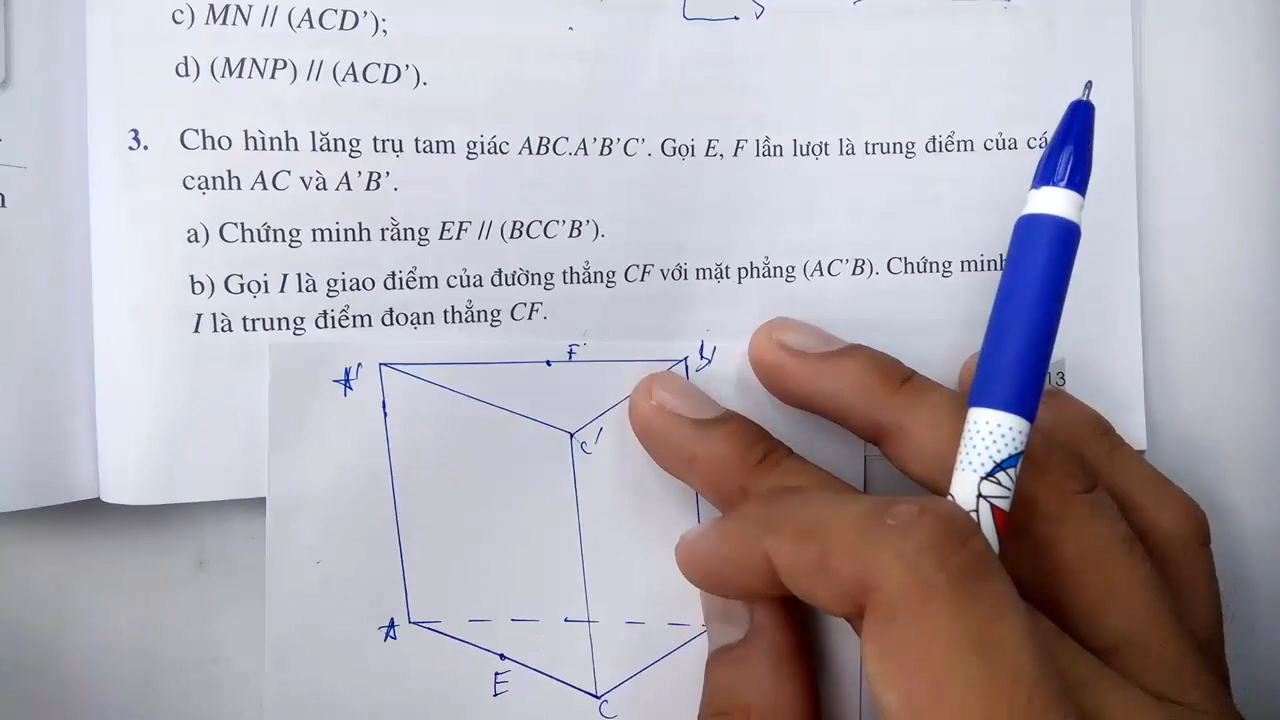 c) MN // (ACD’);
d) (MNP) // (ACD’).
3. Cho hình lăng trụ tam giác ABC.A’B’C’. Gọi E, F lần lượt là trung điểm của
cạnh AC và A’B’.
a) Chứng minh rằng EF // (BCC’B’).
b) Gọi I là giao điểm của đường thẳng CF với mặt phẳng (AC’B). Chứng
I là trung điểm đoạn thẳng CF.
13
A' F
C'
A
E
C